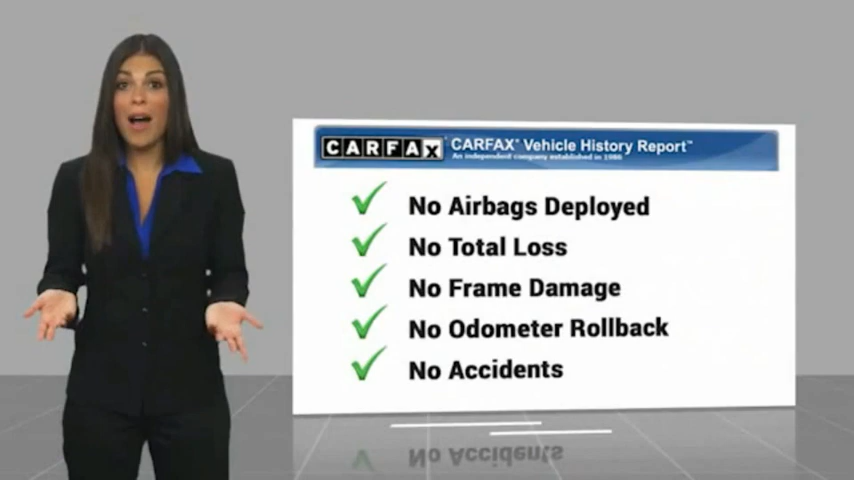 CARFAX CARFAX™ Vehicle History Report™
An independent company established in 1986
No Airbags Deployed
No Total Loss
No Frame Damage
No Odometer Rollback
No Accidents
No Accidents